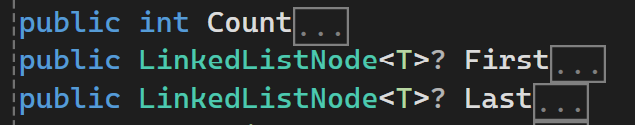 public int Count...
public LinkedListNode<T>? First...
public LinkedListNode<T>? Last...